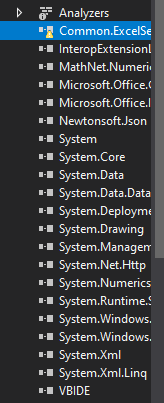 Analyzers
Common.ExcelSe
InteropExtensionL
MathNet.Numeric
Microsoft.Office.C
Microsoft.Office.I
Newtonsoft.Json
System
System.Core
System.Data
System.Data.Data
System.Deployme
System.Drawing
System.Managem
System.Net.Http
System.Numerics
System.Runtime.S
System.Windows.
System.Windows.
System.Xml
System.Xml.Linq
VBIDE